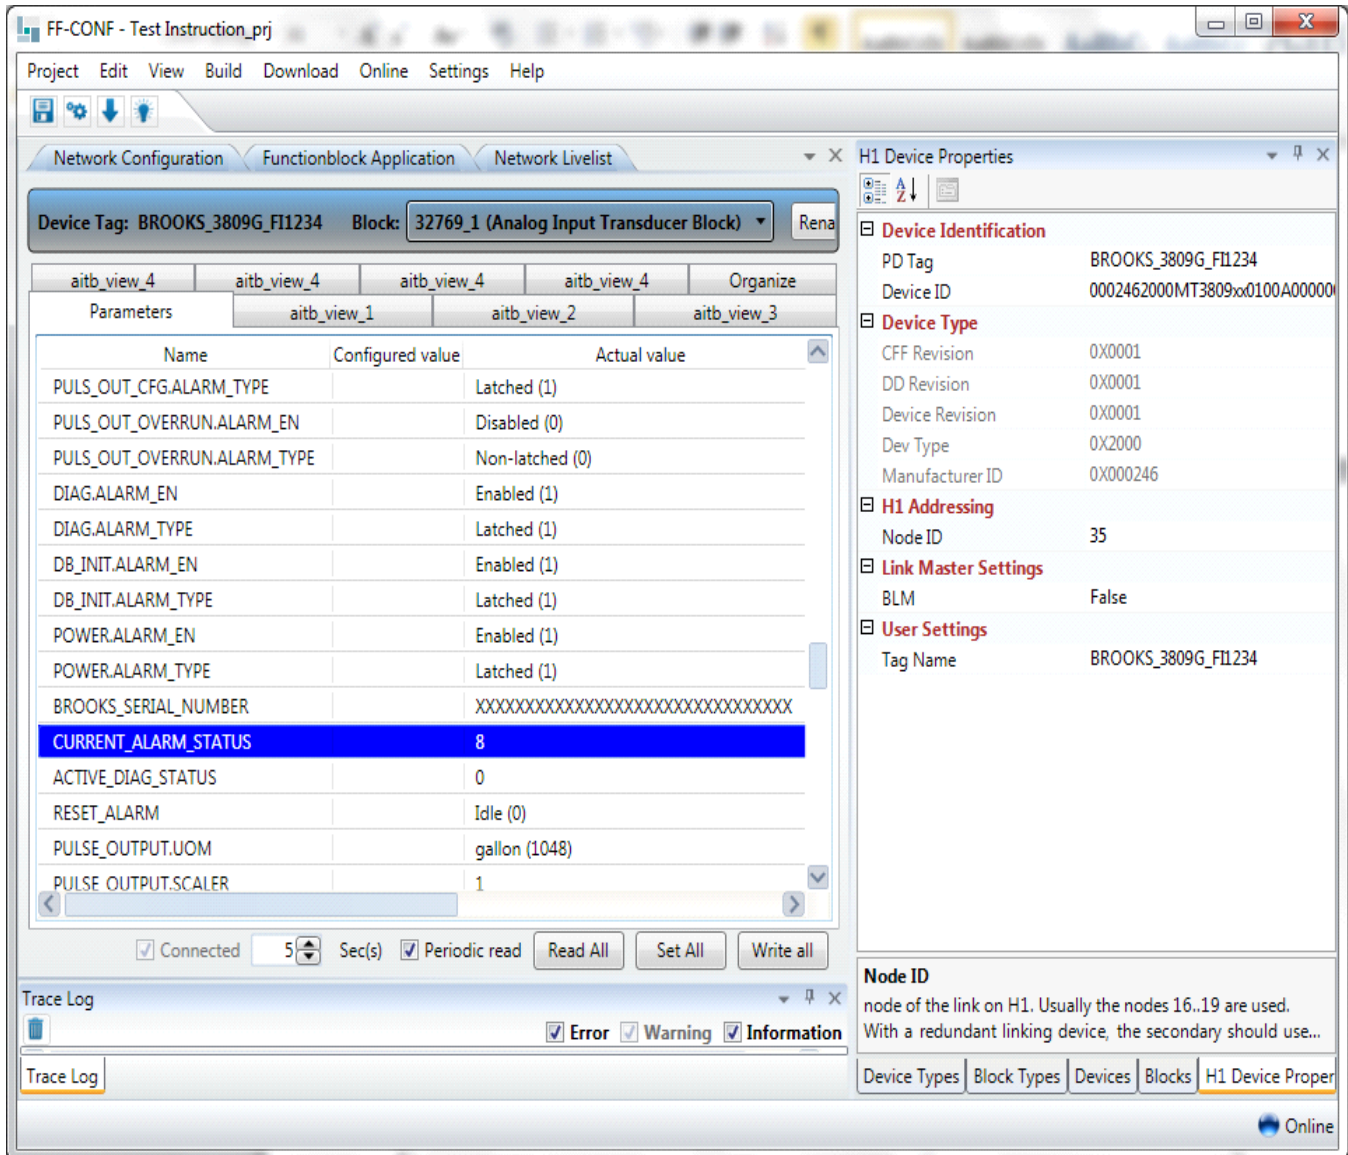 FF-CONF - Test Instruction_prj
Project Edit View Build Download Online Settings Help
Network Configuration Functionblock Application Network Livelist
Device Tag: BROOKS_3809G_FI1234 Block: 32769_1 (Analog Input Transducer Block) Rena
aitb_view_4 aitb_view_4 aitb_view_4 aitb_view_4 Organize
Parameters aitb_view_1 aitb_view_2 aitb_view_3
Name Configured value Actual value
PULS_OUT_CFG.ALARM_TYPE Latched (1)
PULS_OUT_OVERRUN.ALARM_EN Disabled (0)
PULS_OUT_OVERRUN.ALARM_TYPE Non-latched (0)
DIAG.ALARM_EN Enabled (1)
DIAG.ALARM_TYPE Latched (1)
DB_INIT.ALARM_EN Enabled (1)
DB_INIT.ALARM_TYPE Latched (1)
POWER.ALARM_EN Enabled (1)
POWER.ALARM_TYPE Latched (1)
BROOKS_SERIAL_NUMBER XXXXXXXXXXXXXXXXXXXXXXXXXXXXXXXX
CURRENT_ALARM_STATUS 8
ACTIVE_DIAG_STATUS 0
RESET_ALARM Idle (0)
PULSE_OUTPUT.UOM gallon (1048)
PULSE_OUTPUT.SCALER 1
Connected 5 Sec(s) Periodic read Read All Set All Write all
Trace Log
Error Warning Information
Trace Log
H1 Device Properties
Device Identification
PD Tag BROOKS_3809G_FI1234
Device ID 0002462000MT3809xx0100A000000
Device Type
CFF Revision 0X0001
DD Revision 0X0001
Device Revision 0X0001
Dev Type 0X2000
Manufacturer ID 0X000246
H1 Addressing
Node ID 35
Link Master Settings
BLM False
User Settings
Tag Name BROOKS_3809G_FI1234
Node ID
node of the link on H1. Usually the nodes 16..19 are used.
With a redundant linking device, the secondary should use...
Device Types Block Types Devices Blocks H1 Device Proper
Online